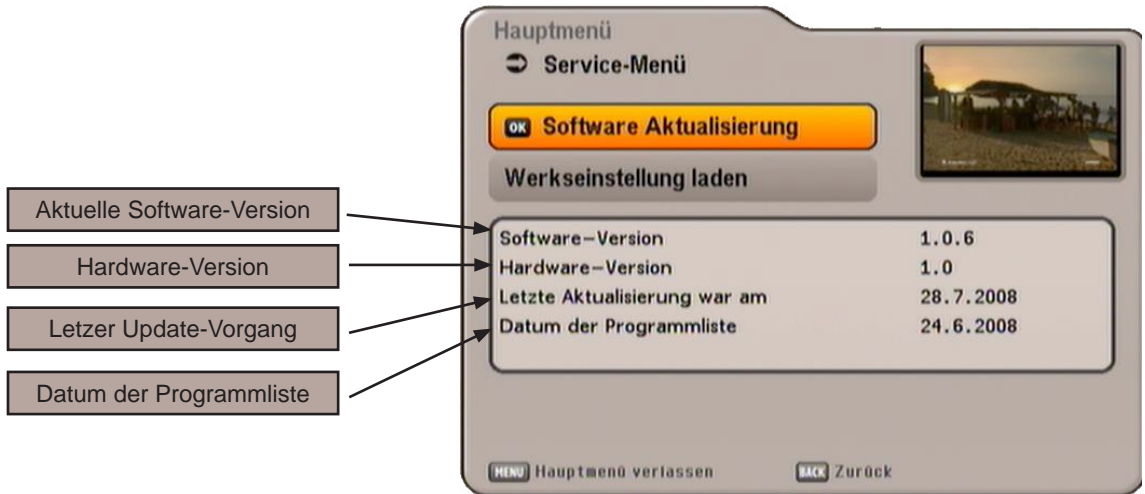 Hauptmenü
Service-Menü
OK Software Aktualisierung
Werkseinstellung laden
Aktuelle Software-Version
Hardware-Version
Letzer Update-Vorgang
Datum der Programmliste
Software-Version 1.0.6
Hardware-Version 1.0
Letzte Aktualisierung war am 28.7.2008
Datum der Programmliste 24.6.2008
MENU Hauptmenü verlassen BACK Zurück